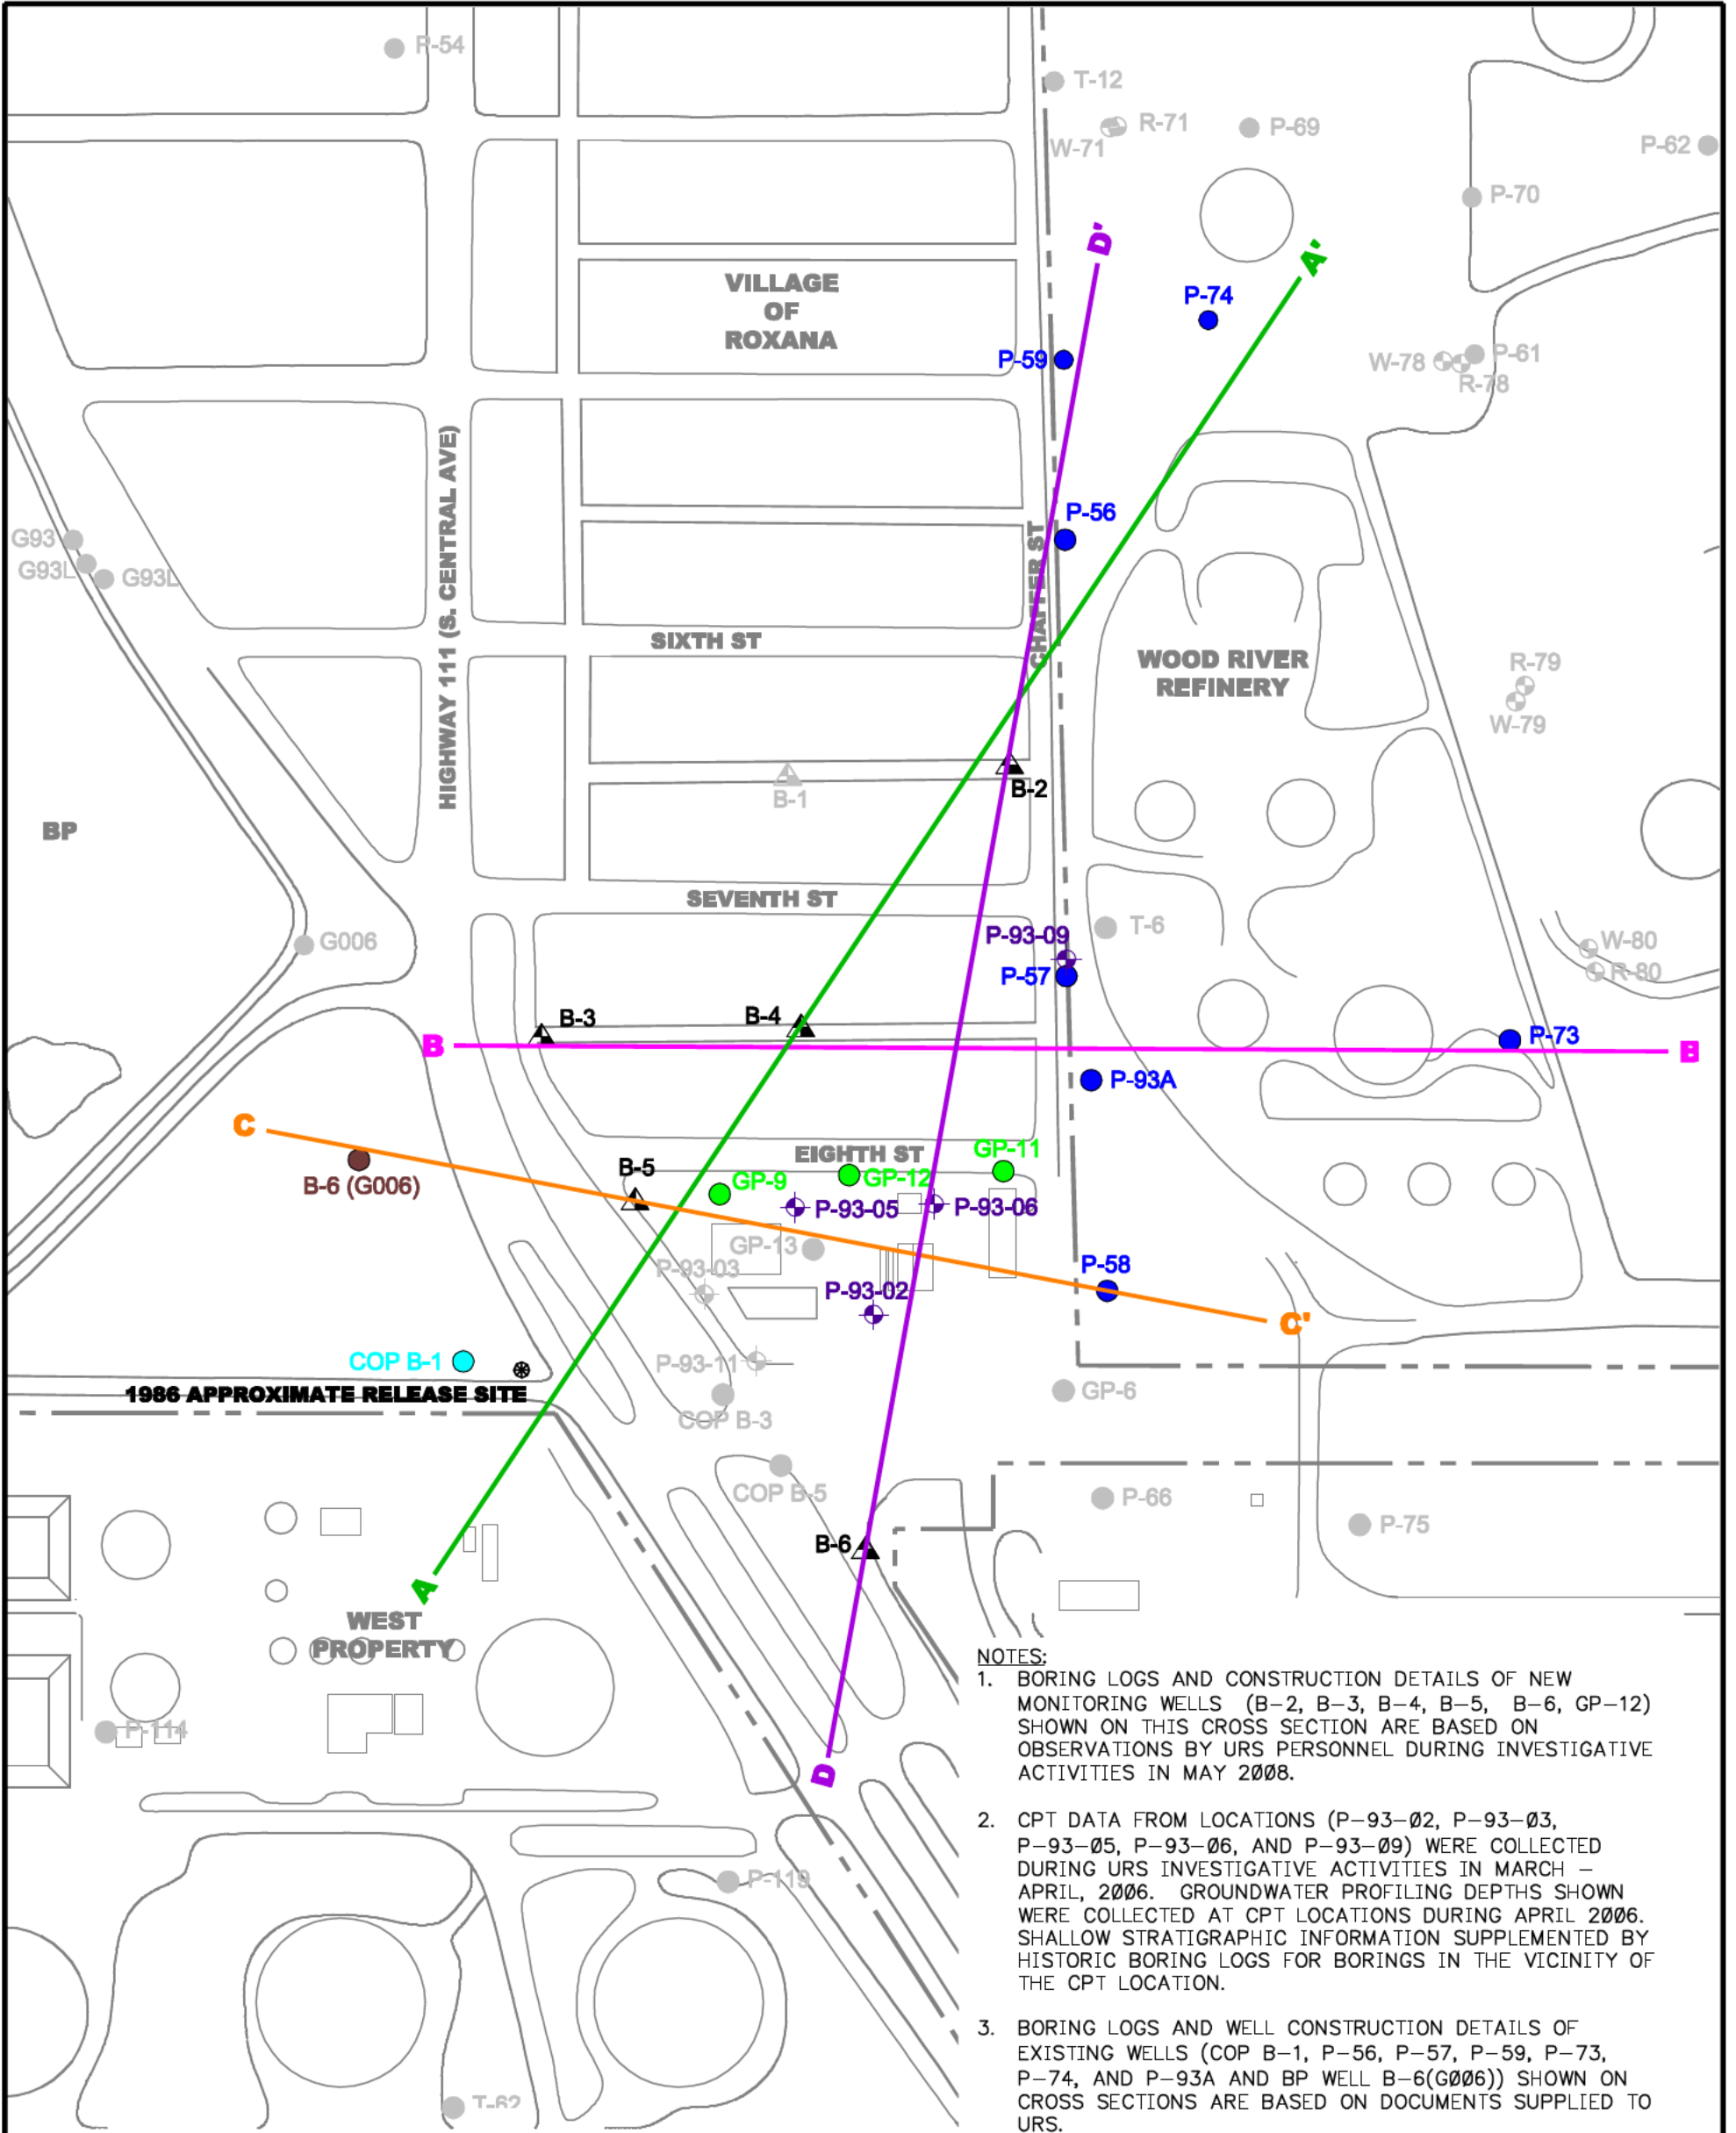 P-54
T-12
R-71
W-71
P-69
P-62
P-70
D'
A'
VILLAGE
OF
ROXANA
P-74
P-59
W-78
P-61
R-78
HIGHWAY 111 (S. CENTRAL AVE)
P-56
CHAFFER ST
G93
G93L
G93L
SIXTH ST
WOOD RIVER
REFINERY
R-79
W-79
B-1
B-2
BP
SEVENTH ST
G006
P-93-09
T-6
P-57
W-80
R-80
B-3
B-4
B
P-73
B
P-93A
C
EIGHTH ST
GP-11
B-5
B-6 (G006)
GP-9
GP-12
P-93-05
P-93-06
GP-13
P-93-03
P-58
P-93-02
C'
COP B-1
P-93-11
1986 APPROXIMATE RELEASE SITE
GP-6
COP B-3
COP B-5
P-66
P-75
B-6
A
WEST
PROPERTY
P-114
D
P-119
T-62
NOTES:
1. BORING LOGS AND CONSTRUCTION DETAILS OF NEW
MONITORING WELLS (B-2, B-3, B-4, B-5, B-6, GP-12)
SHOWN ON THIS CROSS SECTION ARE BASED ON
OBSERVATIONS BY URS PERSONNEL DURING INVESTIGATIVE
ACTIVITIES IN MAY 2008.
2. CPT DATA FROM LOCATIONS (P-93-02, P-93-03,
P-93-05, P-93-06, AND P-93-09) WERE COLLECTED
DURING URS INVESTIGATIVE ACTIVITIES IN MARCH -
APRIL, 2006. GROUNDWATER PROFILING DEPTHS SHOWN
WERE COLLECTED AT CPT LOCATIONS DURING APRIL 2006.
SHALLOW STRATIGRAPHIC INFORMATION SUPPLEMENTED BY
HISTORIC BORING LOGS FOR BORINGS IN THE VICINITY OF
THE CPT LOCATION.
3. BORING LOGS AND WELL CONSTRUCTION DETAILS OF
EXISTING WELLS (COP B-1, P-56, P-57, P-59, P-73,
P-74, AND P-93A AND BP WELL B-6(G006)) SHOWN ON
CROSS SECTIONS ARE BASED ON DOCUMENTS SUPPLIED TO
URS.